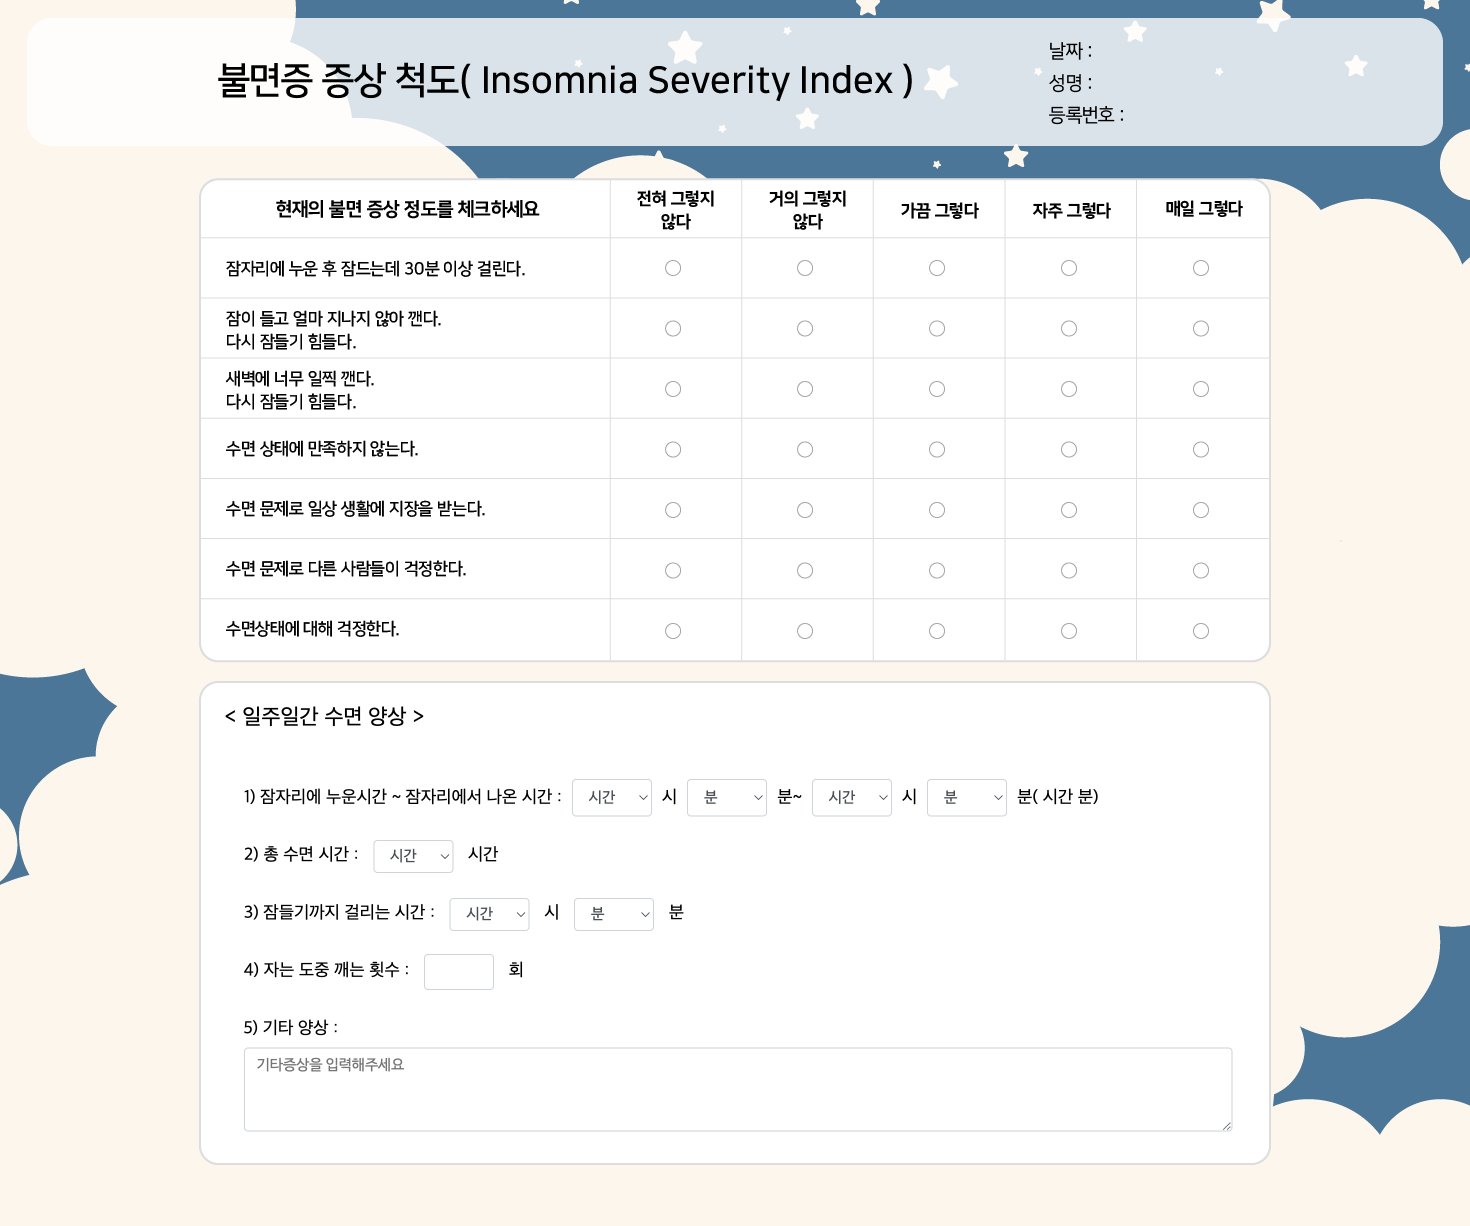 불면증 증상 척도( Insomnia Severity Index )
날짜 :
성명 :
등록번호 :
현재의 불면 증상 정도를 체크하세요
전혀 그렇지
않다
거의 그렇지
않다
가끔 그렇다
자주 그렇다
매일 그렇다
잠자리에 누운 후 잠드는데 30분 이상 걸린다.
잠이 들고 얼마 지나지 않아 깬다.
다시 잠들기 힘들다.
새벽에 너무 일찍 깬다.
다시 잠들기 힘들다.
수면 상태에 만족하지 않는다.
수면 문제로 일상 생활에 지장을 받는다.
수면 문제로 다른 사람들이 걱정한다.
수면상태에 대해 걱정한다.
< 일주일간 수면 양상 >
1) 잠자리에 누운시간 ~ 잠자리에서 나온 시간 : 시간 시 분 분~ 시간 시 분 분( 시간 분)
2) 총 수면 시간 : 시간 시간
3) 잠들기까지 걸리는 시간 : 시간 시 분 분
4) 자는 도중 깨는 횟수 : 회
5) 기타 양상 :
기타증상을 입력해주세요